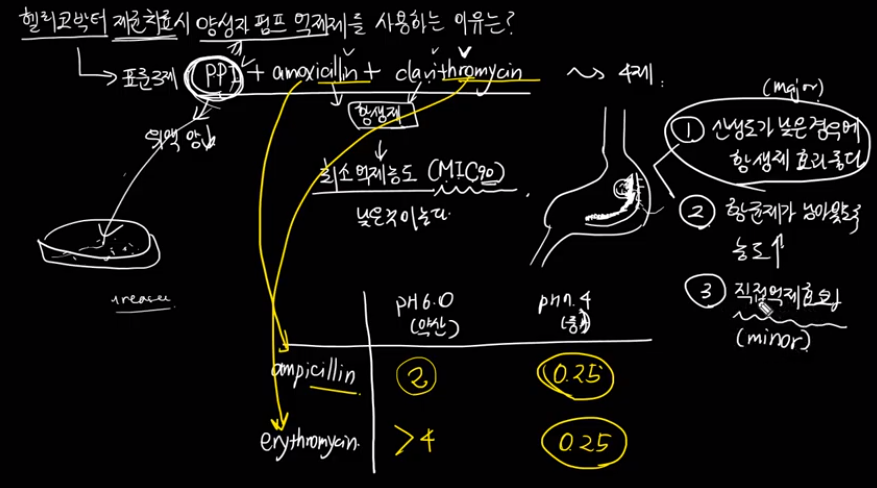 헬리코박터 제균치료시 양성자 펌프 억제제를 사용하는 이유는?
표준3제 PPI + amoxicillin + clarithromycin ~> 4제
항생제
위액 양↓
최소억제농도 (MIC90)
낮은것이 높다.
urease
(major)
① 산성도가 낮은 경우에
항생제 효과 좋다
② 항균제가 남아있도록
농도↑
③ 직접억제효과
(minor)
pH 6.0 pH 7.4
(약산)
ampicillin 2 0.25
erythromycin >4 0.25